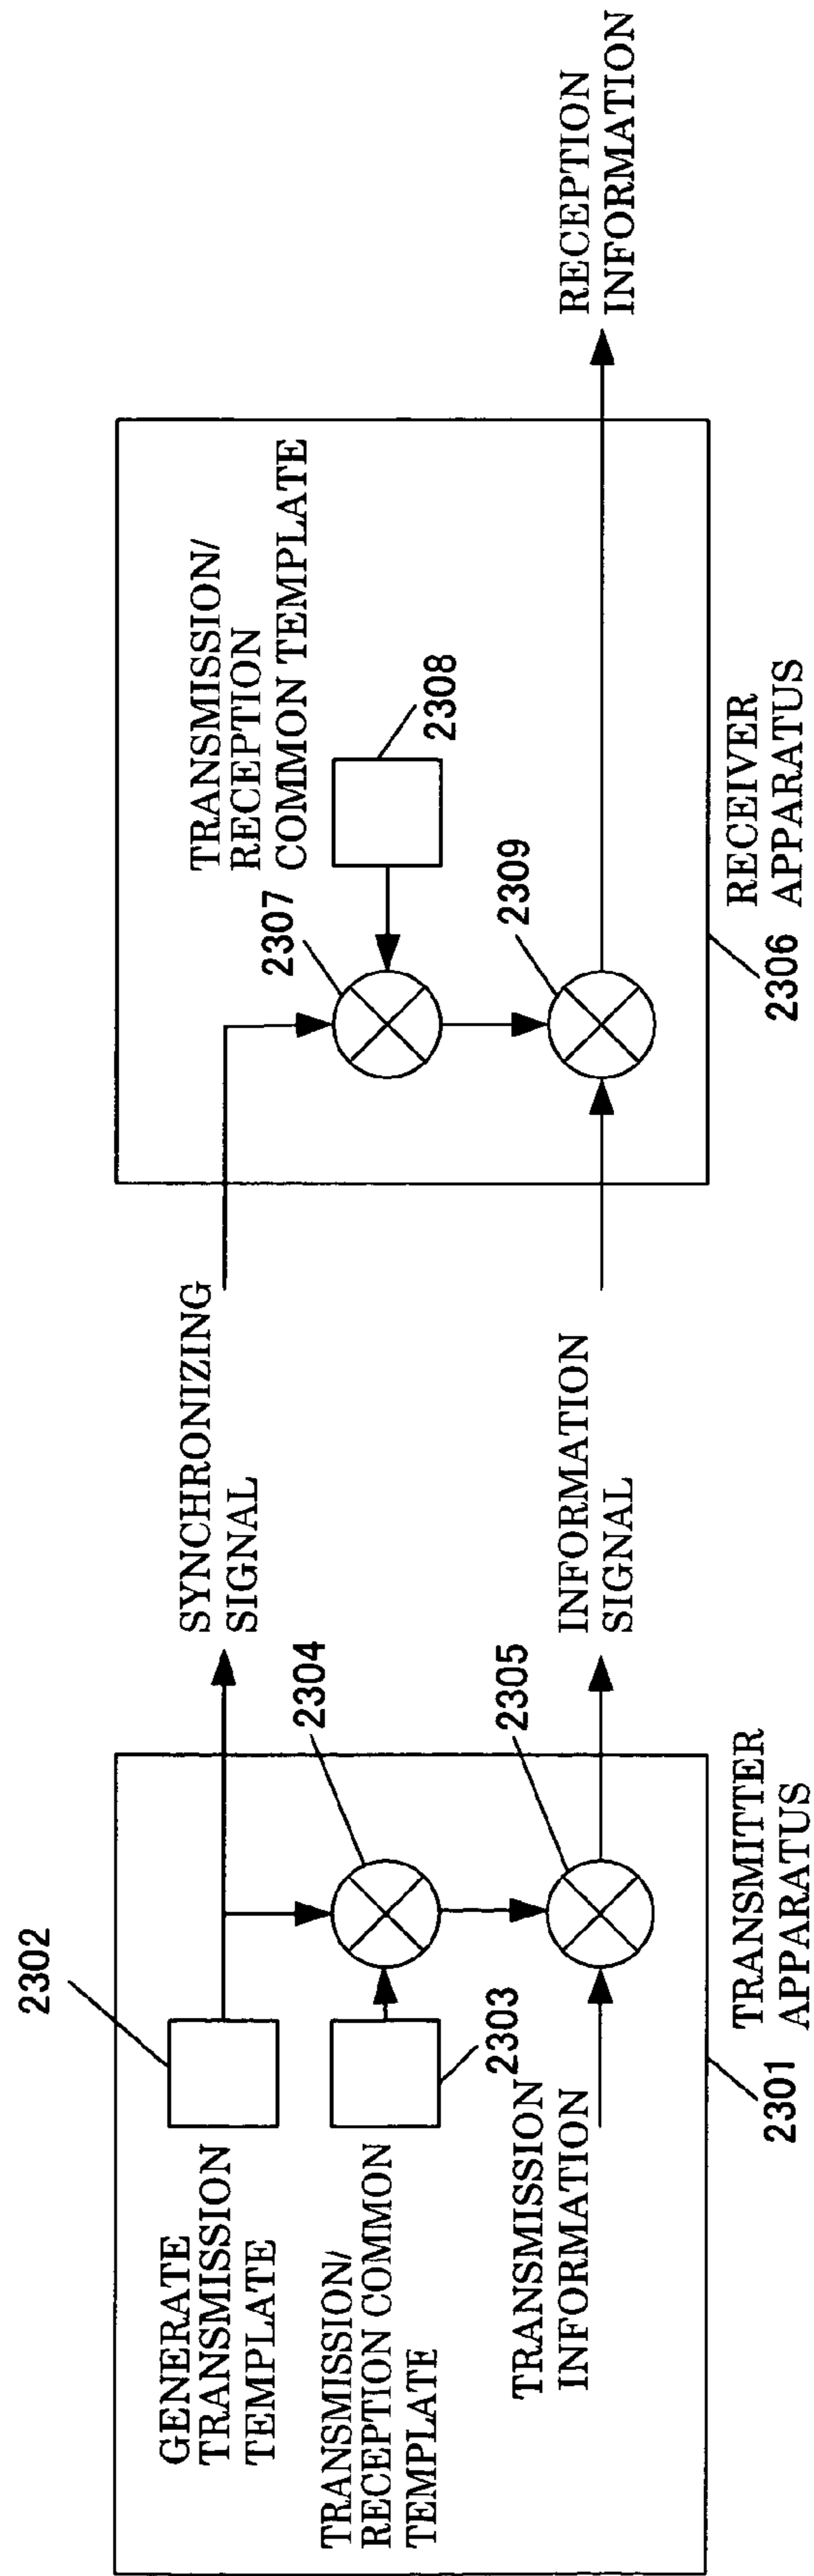 GENERATE
TRANSMISSION
TEMPLATE
2302
TRANSMISSION/
RECEPTION COMMON
TEMPLATE
2303
2304
TRANSMISSION
INFORMATION
2305
2301
TRANSMITTER
APPARATUS
SYNCHRONIZING
SIGNAL
INFORMATION
SIGNAL
TRANSMISSION/
RECEPTION
COMMON TEMPLATE
2307
2308
2309
2306
RECEIVER
APPARATUS
RECEPTION
INFORMATION